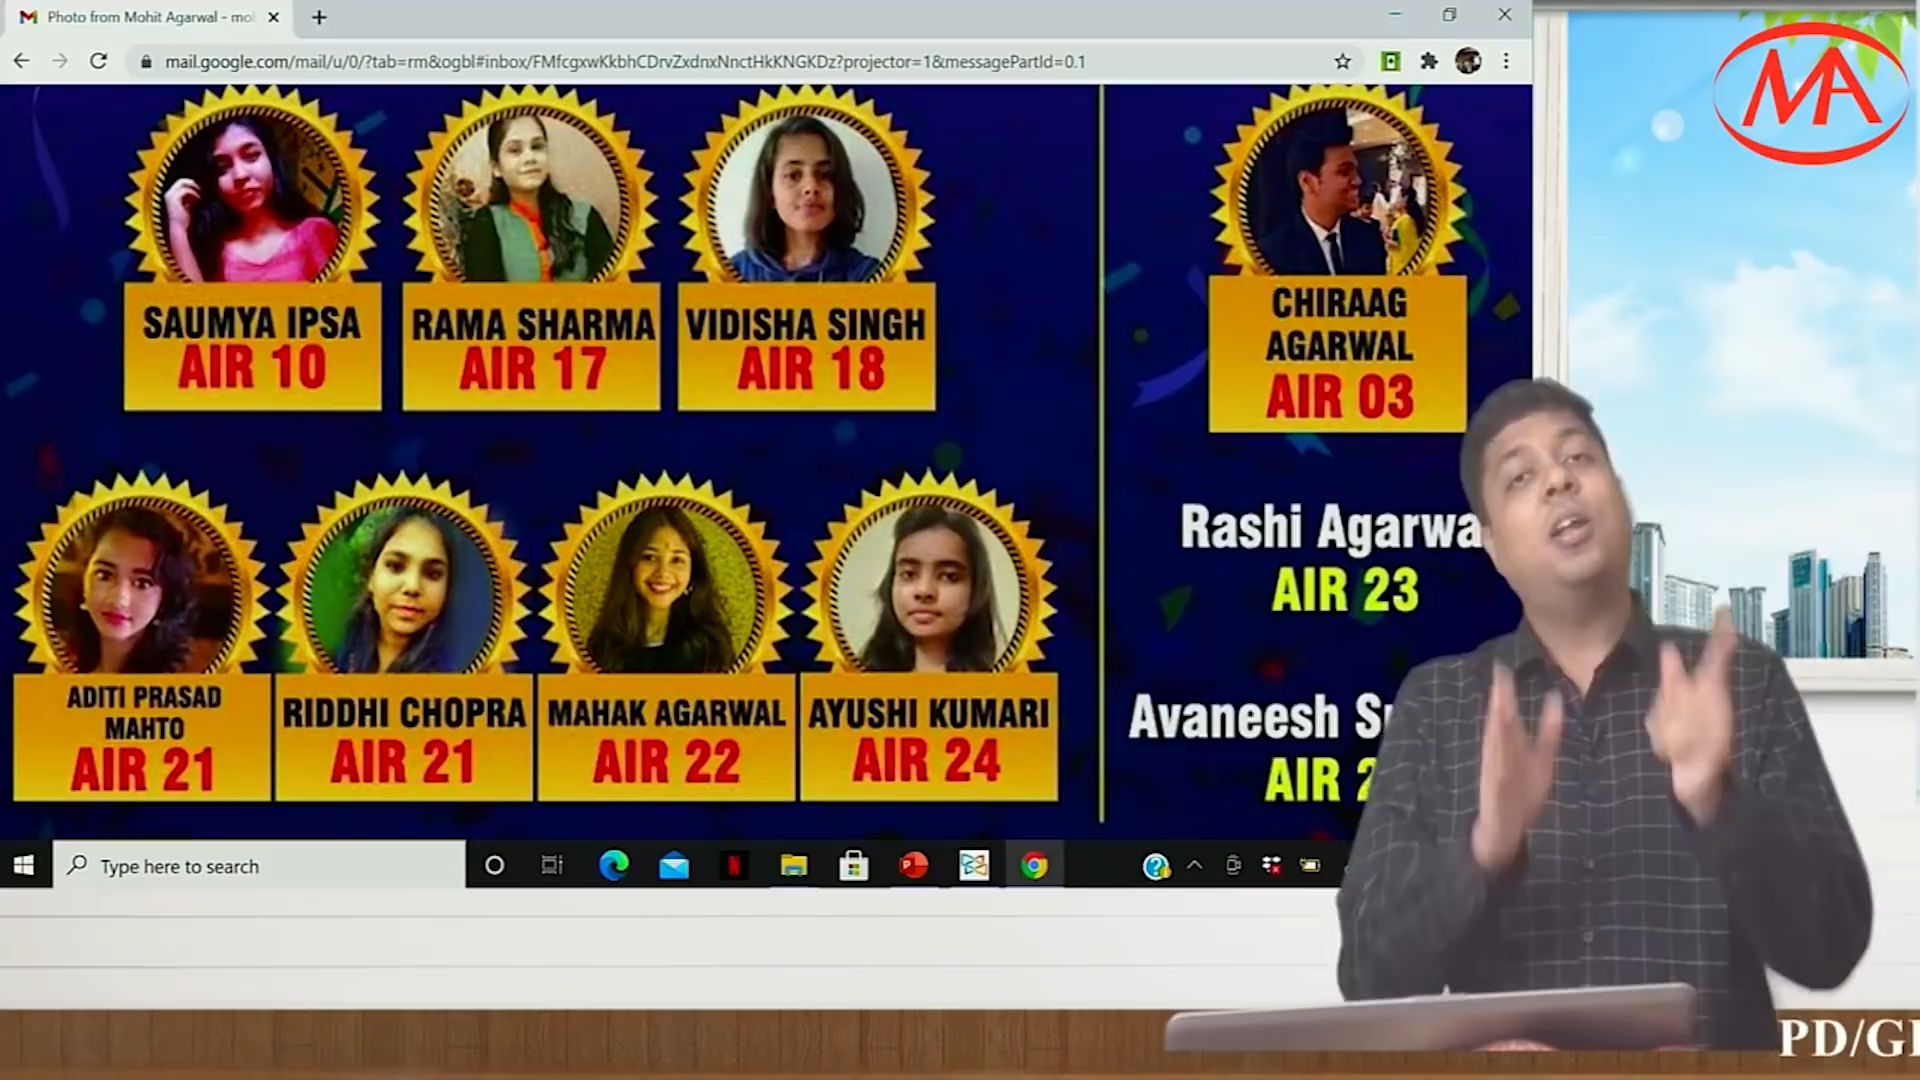 Photo from Mohit Agarwal - mo
mail.google.com/mail/u/0/?tab=rm&ogbl#inbox/FMfcgxwKkbhCDrvZxdnxNnctHkKNGKDz?projector=1&messagePartId=0.1
MA
SAUMYA IPSA
AIR 10
RAMA SHARMA
AIR 17
VIDISHA SINGH
AIR 18
CHIRAAG
AGARWAL
AIR 03
Rashi Agarwa
AIR 23
Avaneesh
AIR
ADITI PRASAD
MAHTO
AIR 21
RIDDHI CHOPRA
AIR 21
MAHAK AGARWAL
AIR 22
AYUSHI KUMARI
AIR 24
Type here to search
PD/G